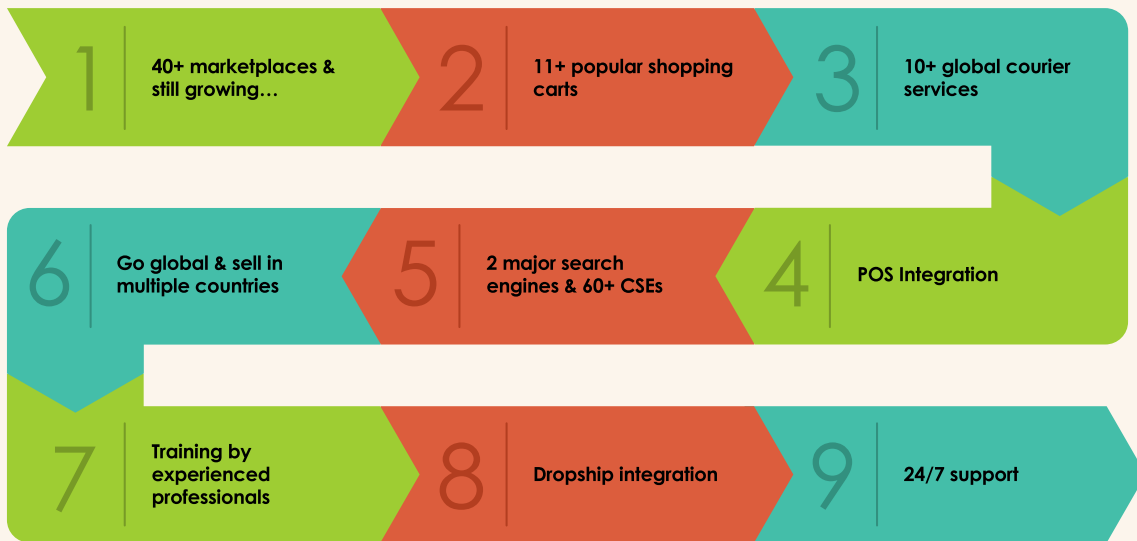 1
40+ marketplaces &
still growing…
2
11+ popular shopping
carts
3
10+ global courier
services
4
POS Integration
5
2 major search
engines & 60+ CSEs
6
Go global & sell in
multiple countries
7
Training by
experienced
professionals
8
Dropship integration
9
24/7 support